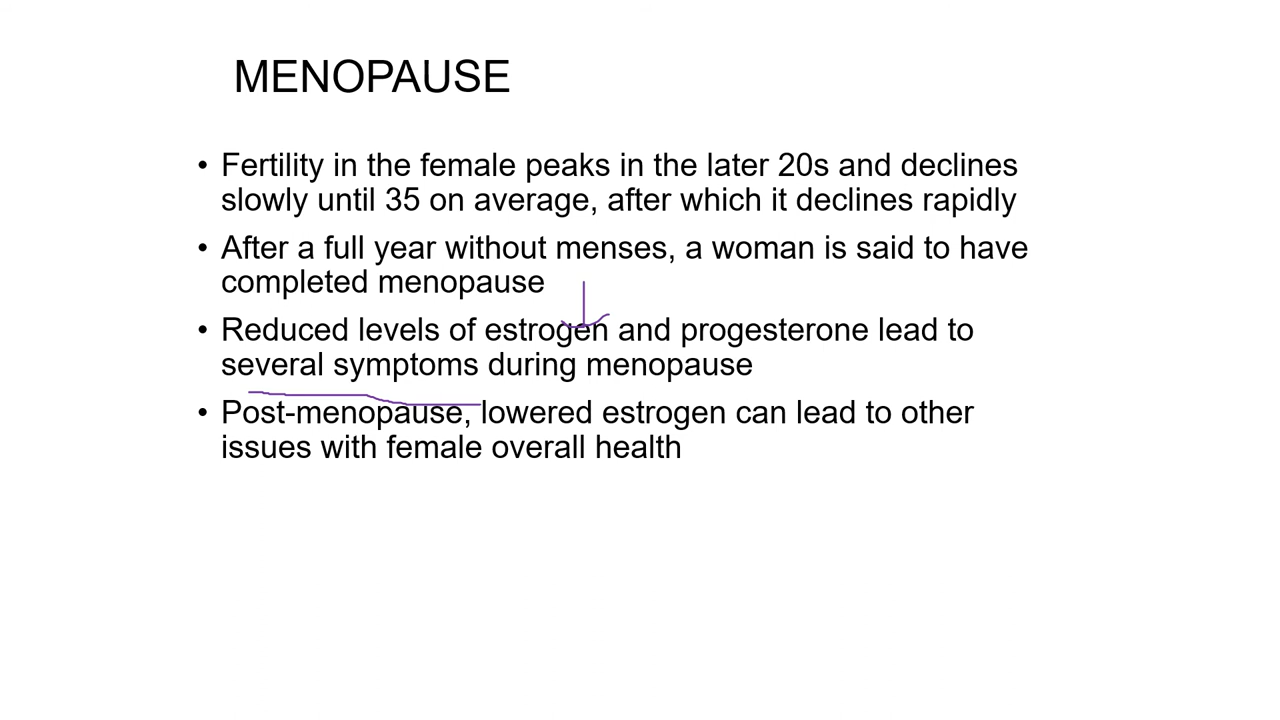 MENOPAUSE
• Fertility in the female peaks in the later 20s and declines
slowly until 35 on average, after which it declines rapidly
• After a full year without menses, a woman is said to have
completed menopause
• Reduced levels of estrogen and progesterone lead to
several symptoms during menopause
• Post-menopause, lowered estrogen can lead to other
issues with female overall health